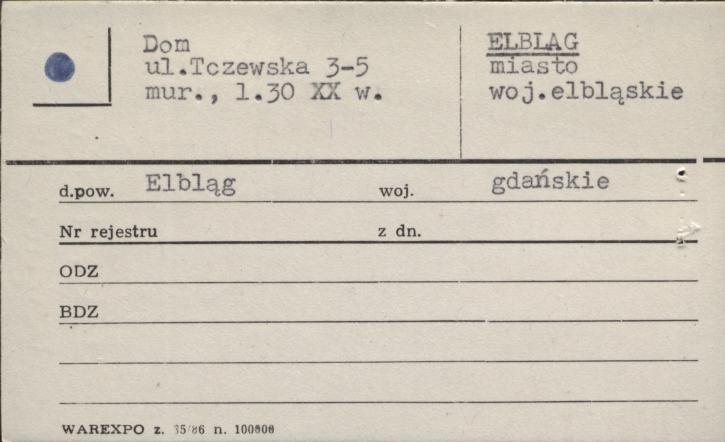 Dom
ul.Tczewska 3-5
mur., l.30 XX w.
ELBLĄG
miasto
woj.elbląskie
d.pow. Elbląg woj. gdańskie
Nr rejestru z dn.
ODZ
BDZ
WAREXPO z. 35/86 n. 100000